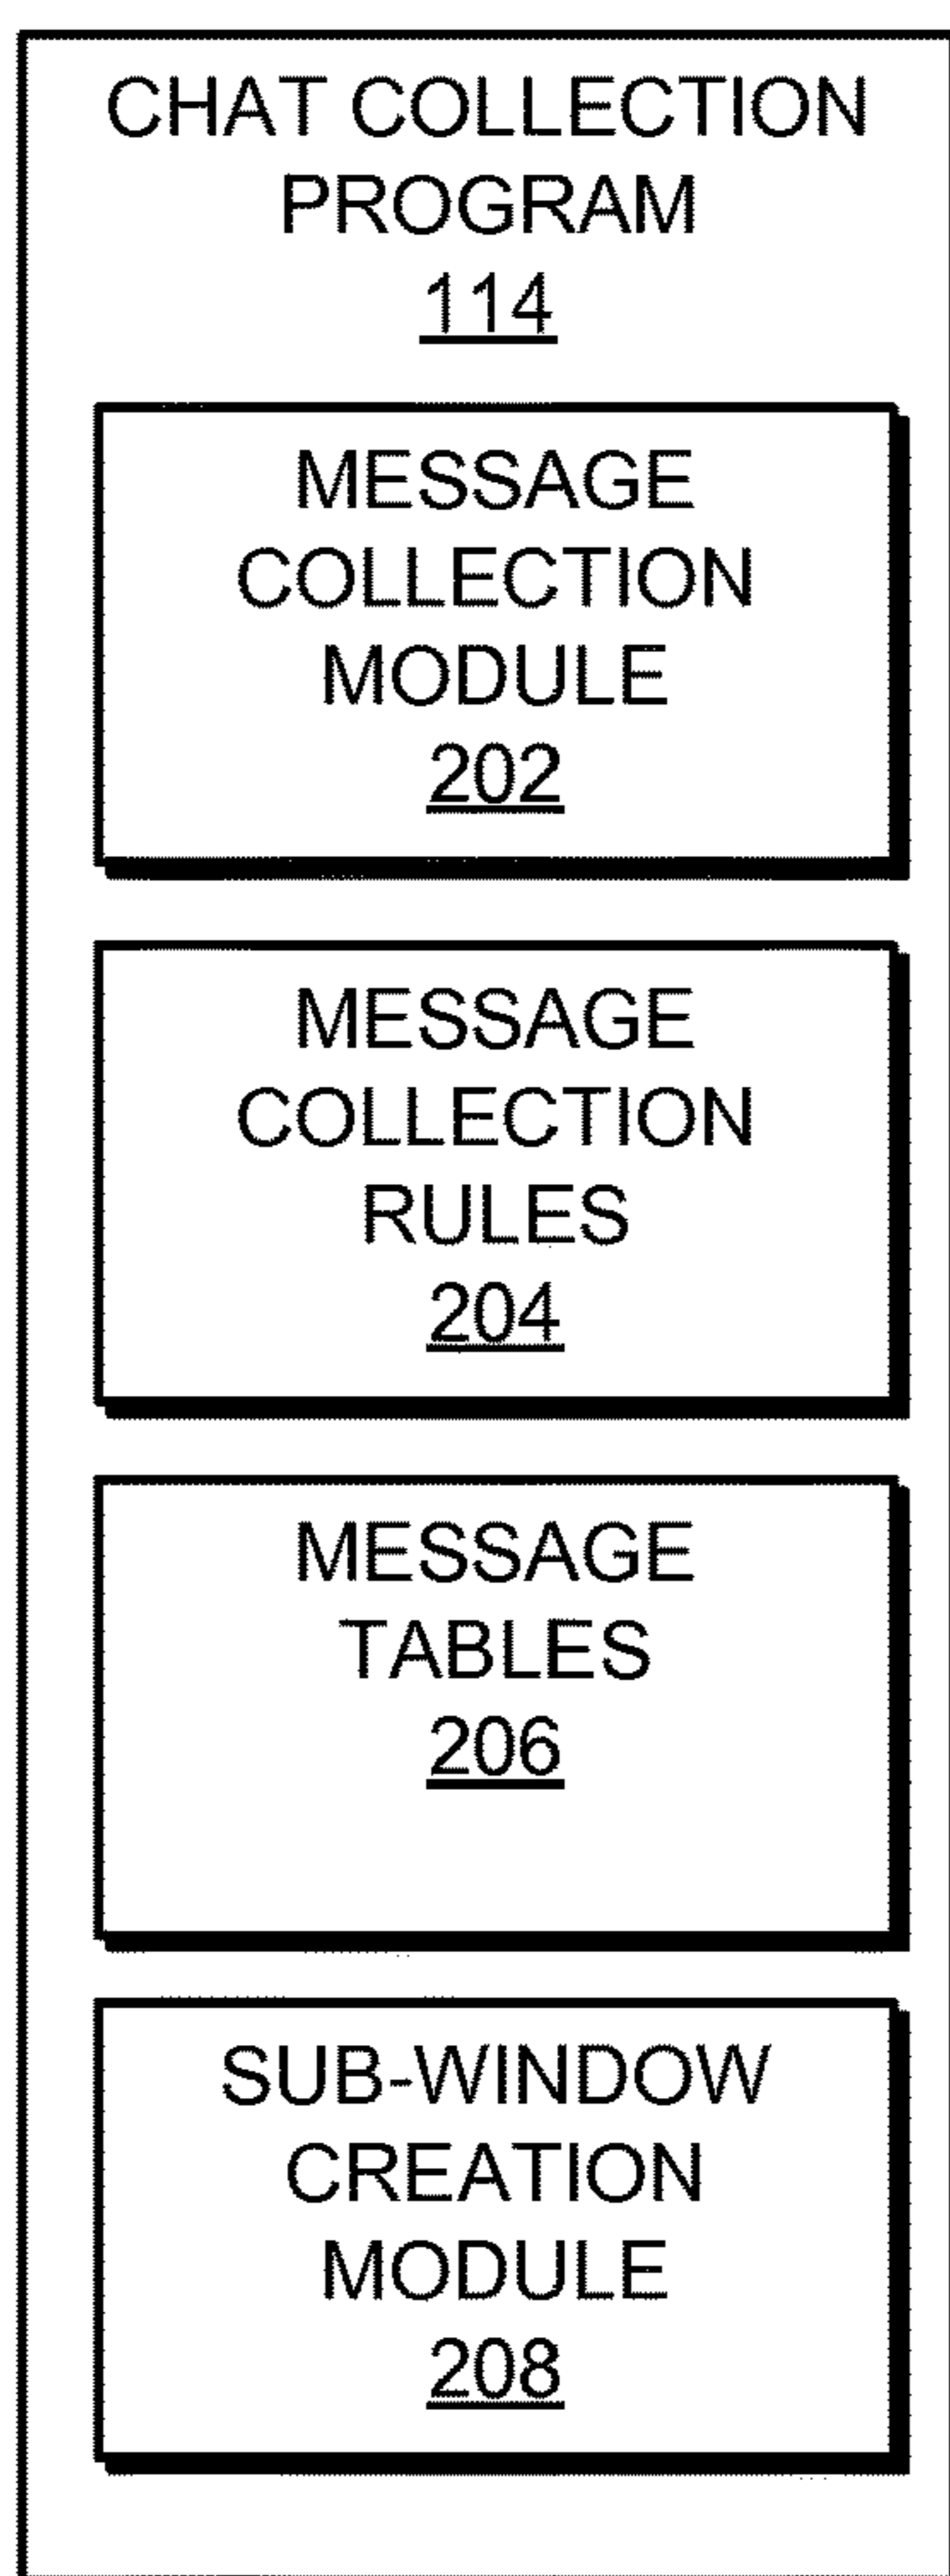 CHAT COLLECTION
PROGRAM
114
MESSAGE
COLLECTION
MODULE
202
MESSAGE
COLLECTION
RULES
204
MESSAGE
TABLES
206
SUB-WINDOW
CREATION
MODULE
208